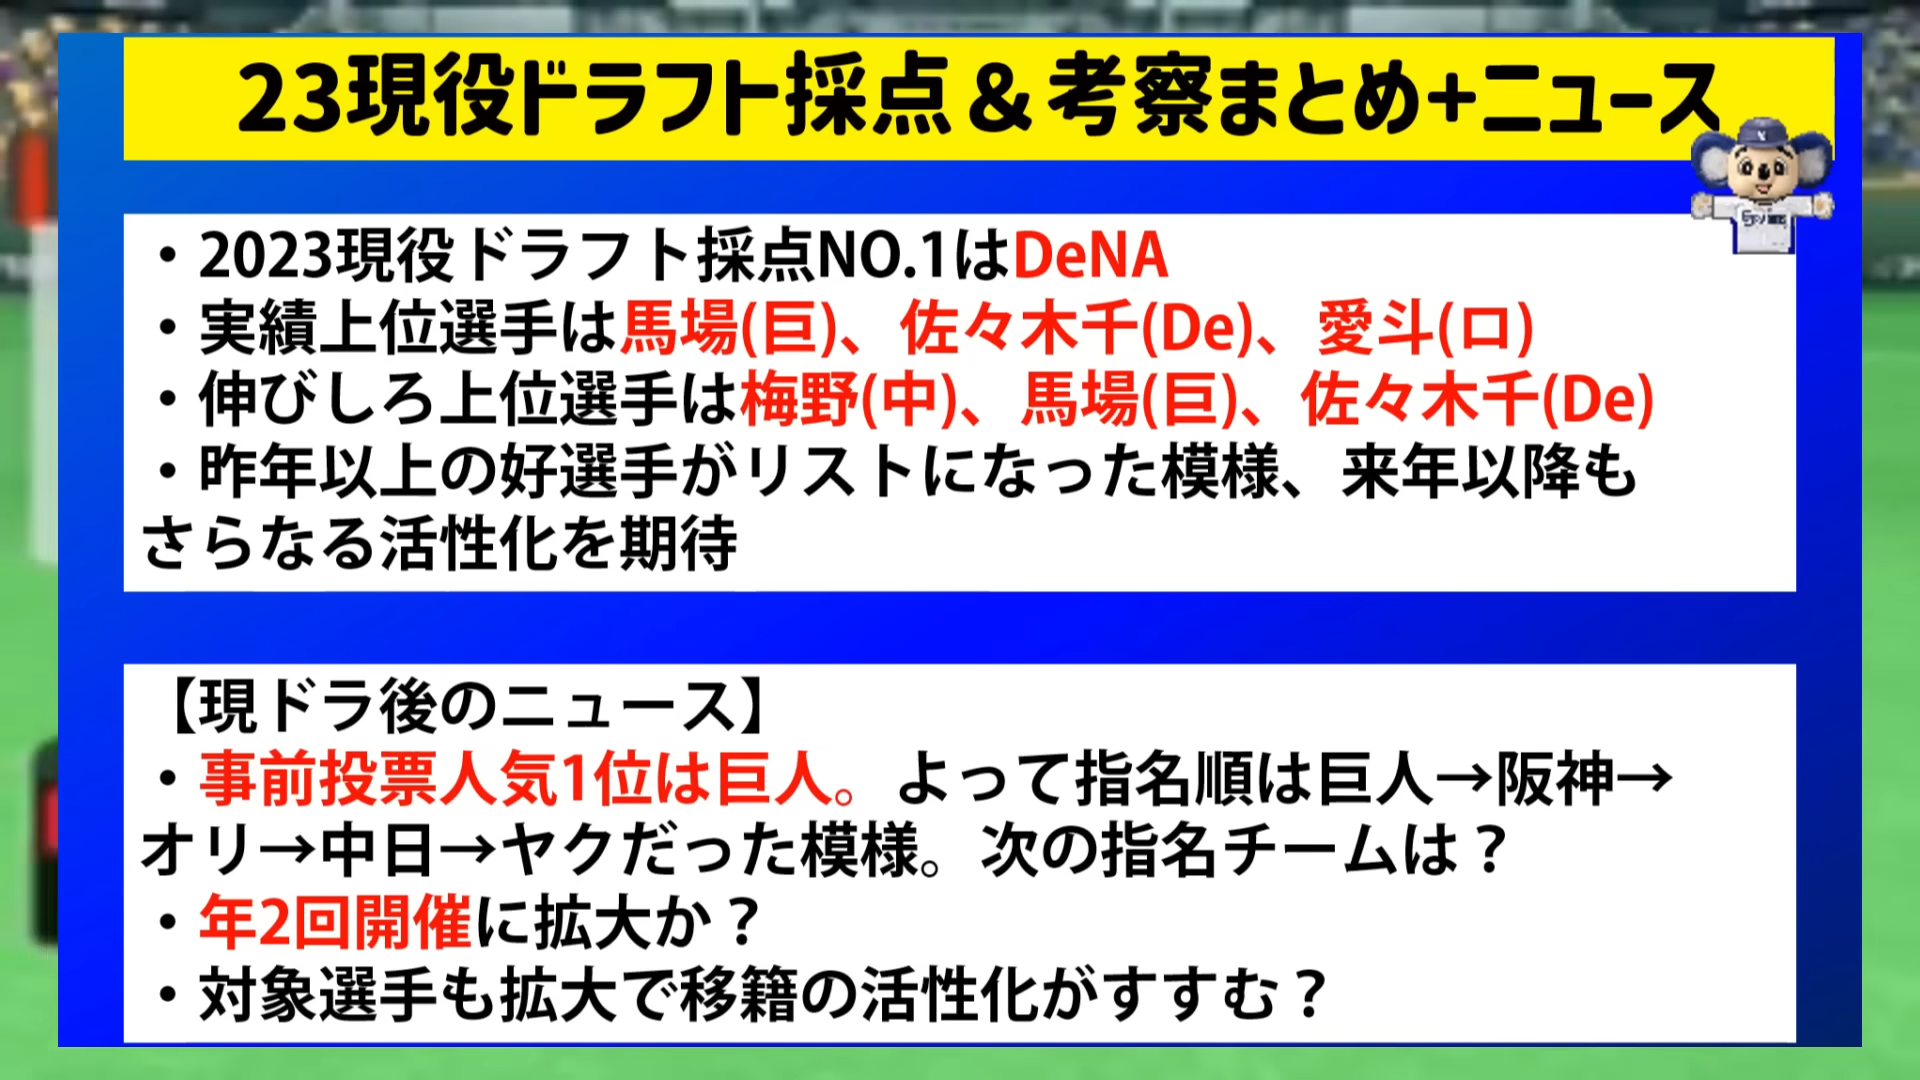 23現役ドラフト採点＆考察まとめ+ニュース
・2023現役ドラフト採点NO.1はDeNA
・実績上位選手は馬場(巨)、佐々木千(De)、愛斗(ロ)
・伸びしろ上位選手は梅野(中)、馬場(巨)、佐々木千(De)
・昨年以上の好選手がリストになった模様、来年以降も
さらなる活性化を期待
【現ドラ後のニュース】
・事前投票人気1位は巨人。よって指名順は巨人→阪神→
オリ→中日→ヤクだった模様。次の指名チームは？
・年2回開催に拡大か？
・対象選手も拡大で移籍の活性化がすすむ？